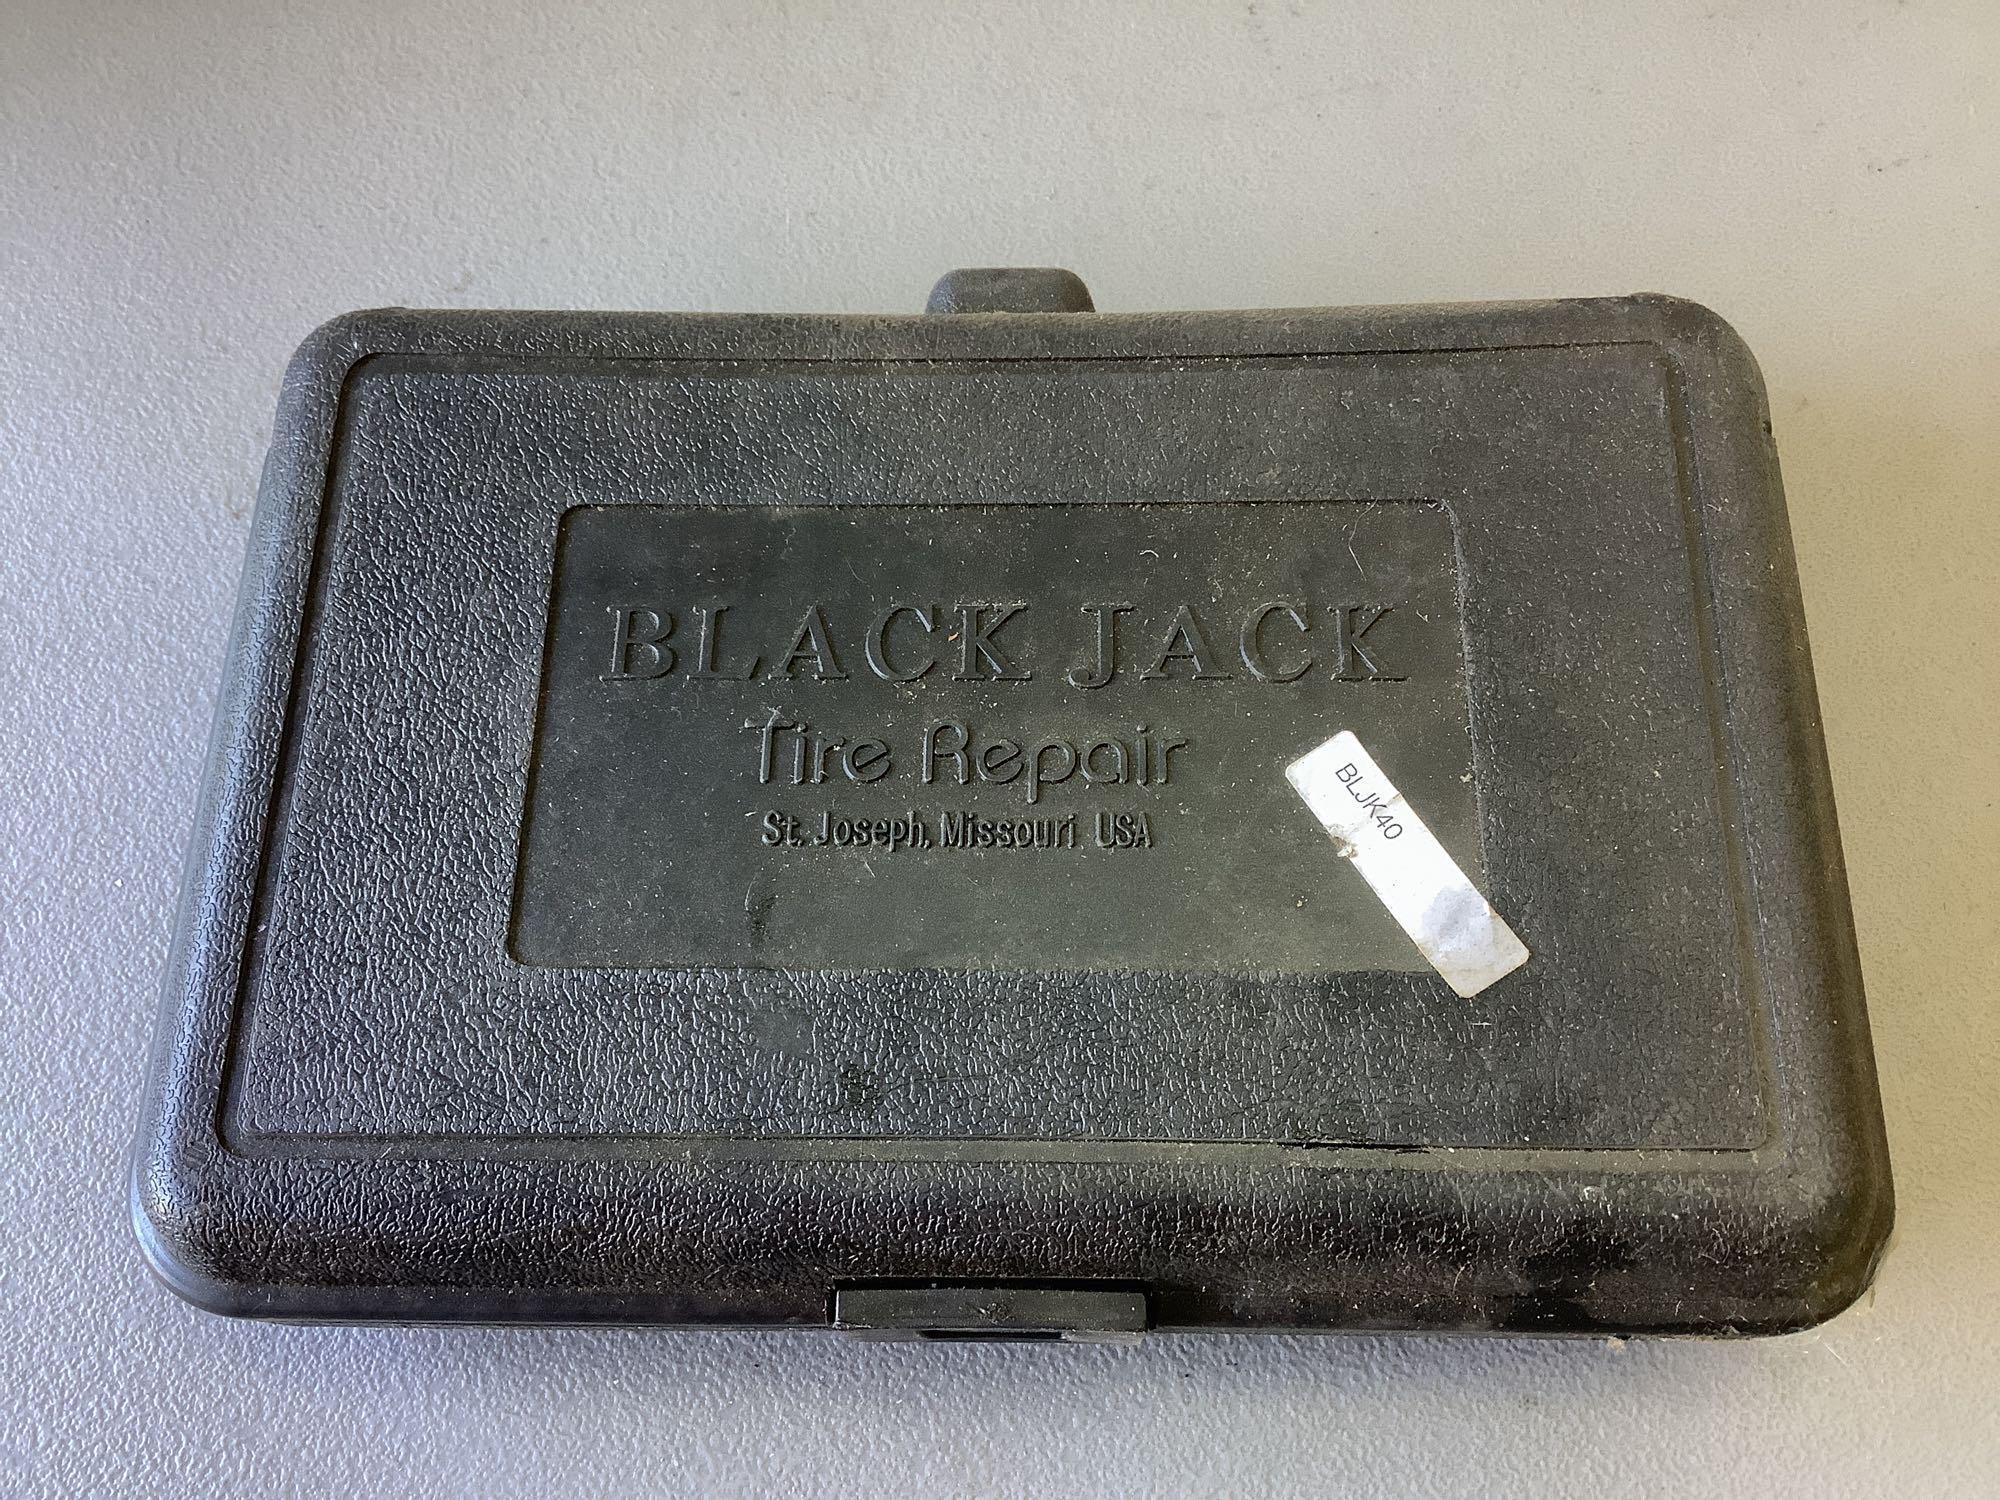 BLACK JACK
Tire Repair
St. Joseph, Missouri USA
BLJK40